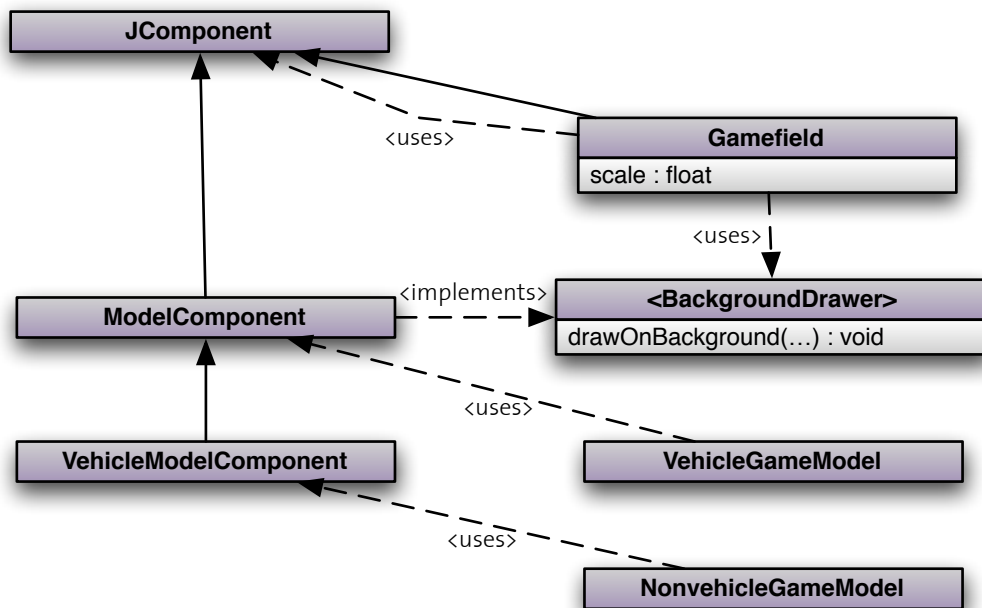 JComponent
<uses>
Gamefield
scale : float
<uses>
<implements>
<BackgroundDrawer>
ModelComponent
drawOnBackground(…) : void
<uses>
VehicleModelComponent
VehicleGameModel
<uses>
NonvehicleGameModel